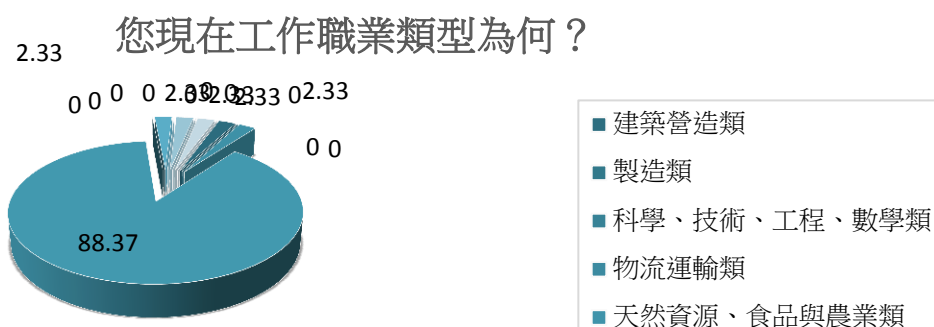 您現在工作職業類型為何？
2.33
0 0 0 0 2.33 2.33 2.33 0 2.33
0 0
88.37
建築營造類
製造類
科學、技術、工程、數學類
物流運輸類
天然資源、食品與農業類